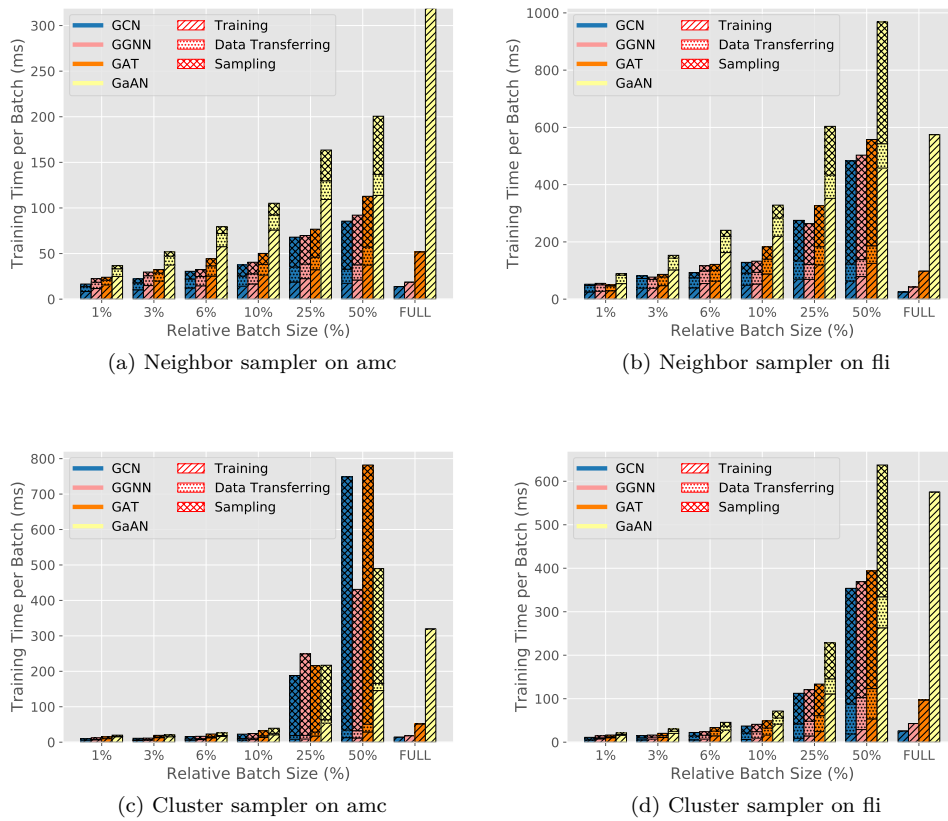 GCN
GGNN
GAT
GaAN
Training
Data Transferring
Sampling
Training Time per Batch (ms)
300
250
200
150
100
50
0
1% 3% 6% 10% 25% 50% FULL
Relative Batch Size (%)
(a) Neighbor sampler on amc
GCN
GGNN
GAT
GaAN
Training
Data Transferring
Sampling
Training Time per Batch (ms)
1000
800
600
400
200
0
1% 3% 6% 10% 25% 50% FULL
Relative Batch Size (%)
(b) Neighbor sampler on fli
GCN
GGNN
GAT
GaAN
Training
Data Transferring
Sampling
Training Time per Batch (ms)
800
700
600
500
400
300
200
100
0
1% 3% 6% 10% 25% 50% FULL
Relative Batch Size (%)
(c) Cluster sampler on amc
GCN
GGNN
GAT
GaAN
Training
Data Transferring
Sampling
Training Time per Batch (ms)
600
500
400
300
200
100
0
1% 3% 6% 10% 25% 50% FULL
Relative Batch Size (%)
(d) Cluster sampler on fli